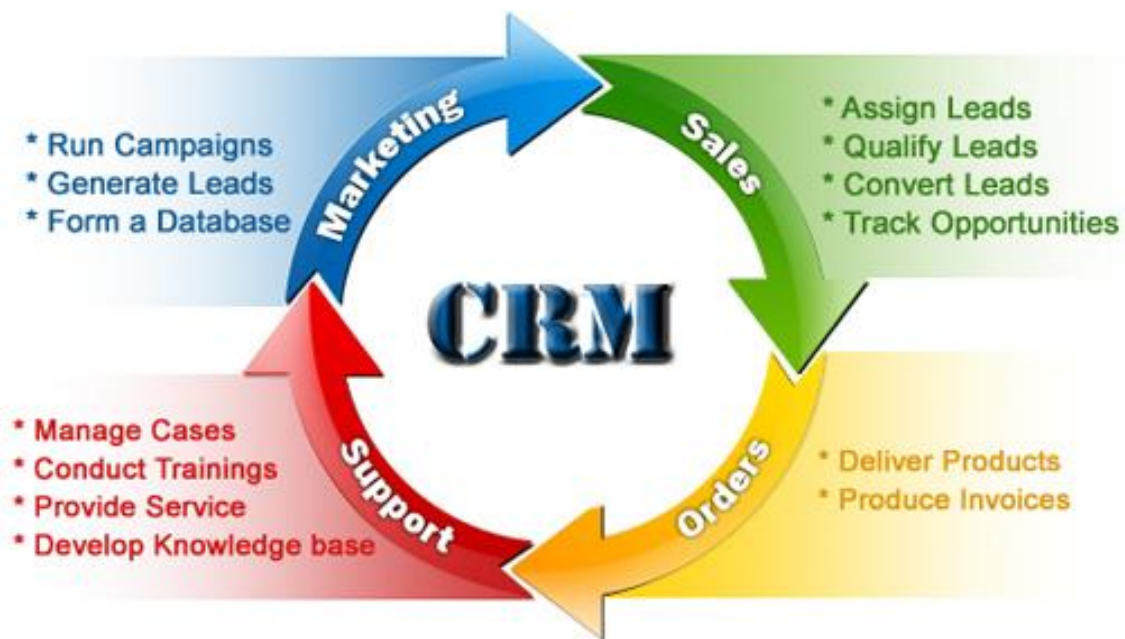 Marketing
* Run Campaigns
* Generate Leads
* Form a Database
Sales
* Assign Leads
* Qualify Leads
* Convert Leads
* Track Opportunities
CRM
Support
* Manage Cases
* Conduct Trainings
* Provide Service
* Develop Knowledge base
Orders
* Deliver Products
* Produce Invoices